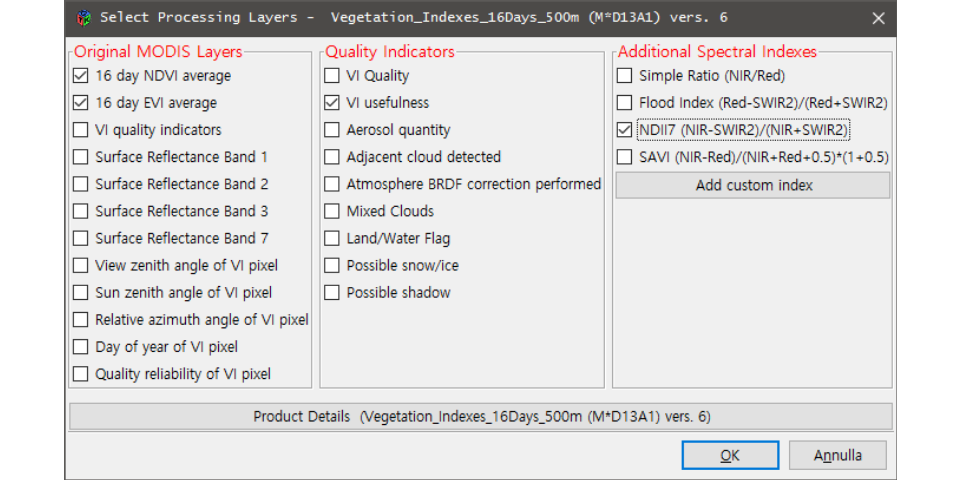 Select Processing Layers - Vegetation_Indexes_16Days_500m (M*D13A1) vers. 6
Original MODIS Layers
16 day NDVI average
16 day EVI average
VI quality indicators
Surface Reflectance Band 1
Surface Reflectance Band 2
Surface Reflectance Band 3
Surface Reflectance Band 7
View zenith angle of VI pixel
Sun zenith angle of VI pixel
Relative azimuth angle of VI pixel
Day of year of VI pixel
Quality reliability of VI pixel
Quality Indicators
VI Quality
VI usefulness
Aerosol quantity
Adjacent cloud detected
Atmosphere BRDF correction performed
Mixed Clouds
Land/Water Flag
Possible snow/ice
Possible shadow
Additional Spectral Indexes
Simple Ratio (NIR/Red)
Flood Index (Red-SWIR2)/(Red+SWIR2)
NDII7 (NIR-SWIR2)/(NIR+SWIR2)
SAVI (NIR-Red)/(NIR+Red+0.5)*(1+0.5)
Add custom index
Product Details (Vegetation_Indexes_16Days_500m (M*D13A1) vers. 6)
OK
Annulla